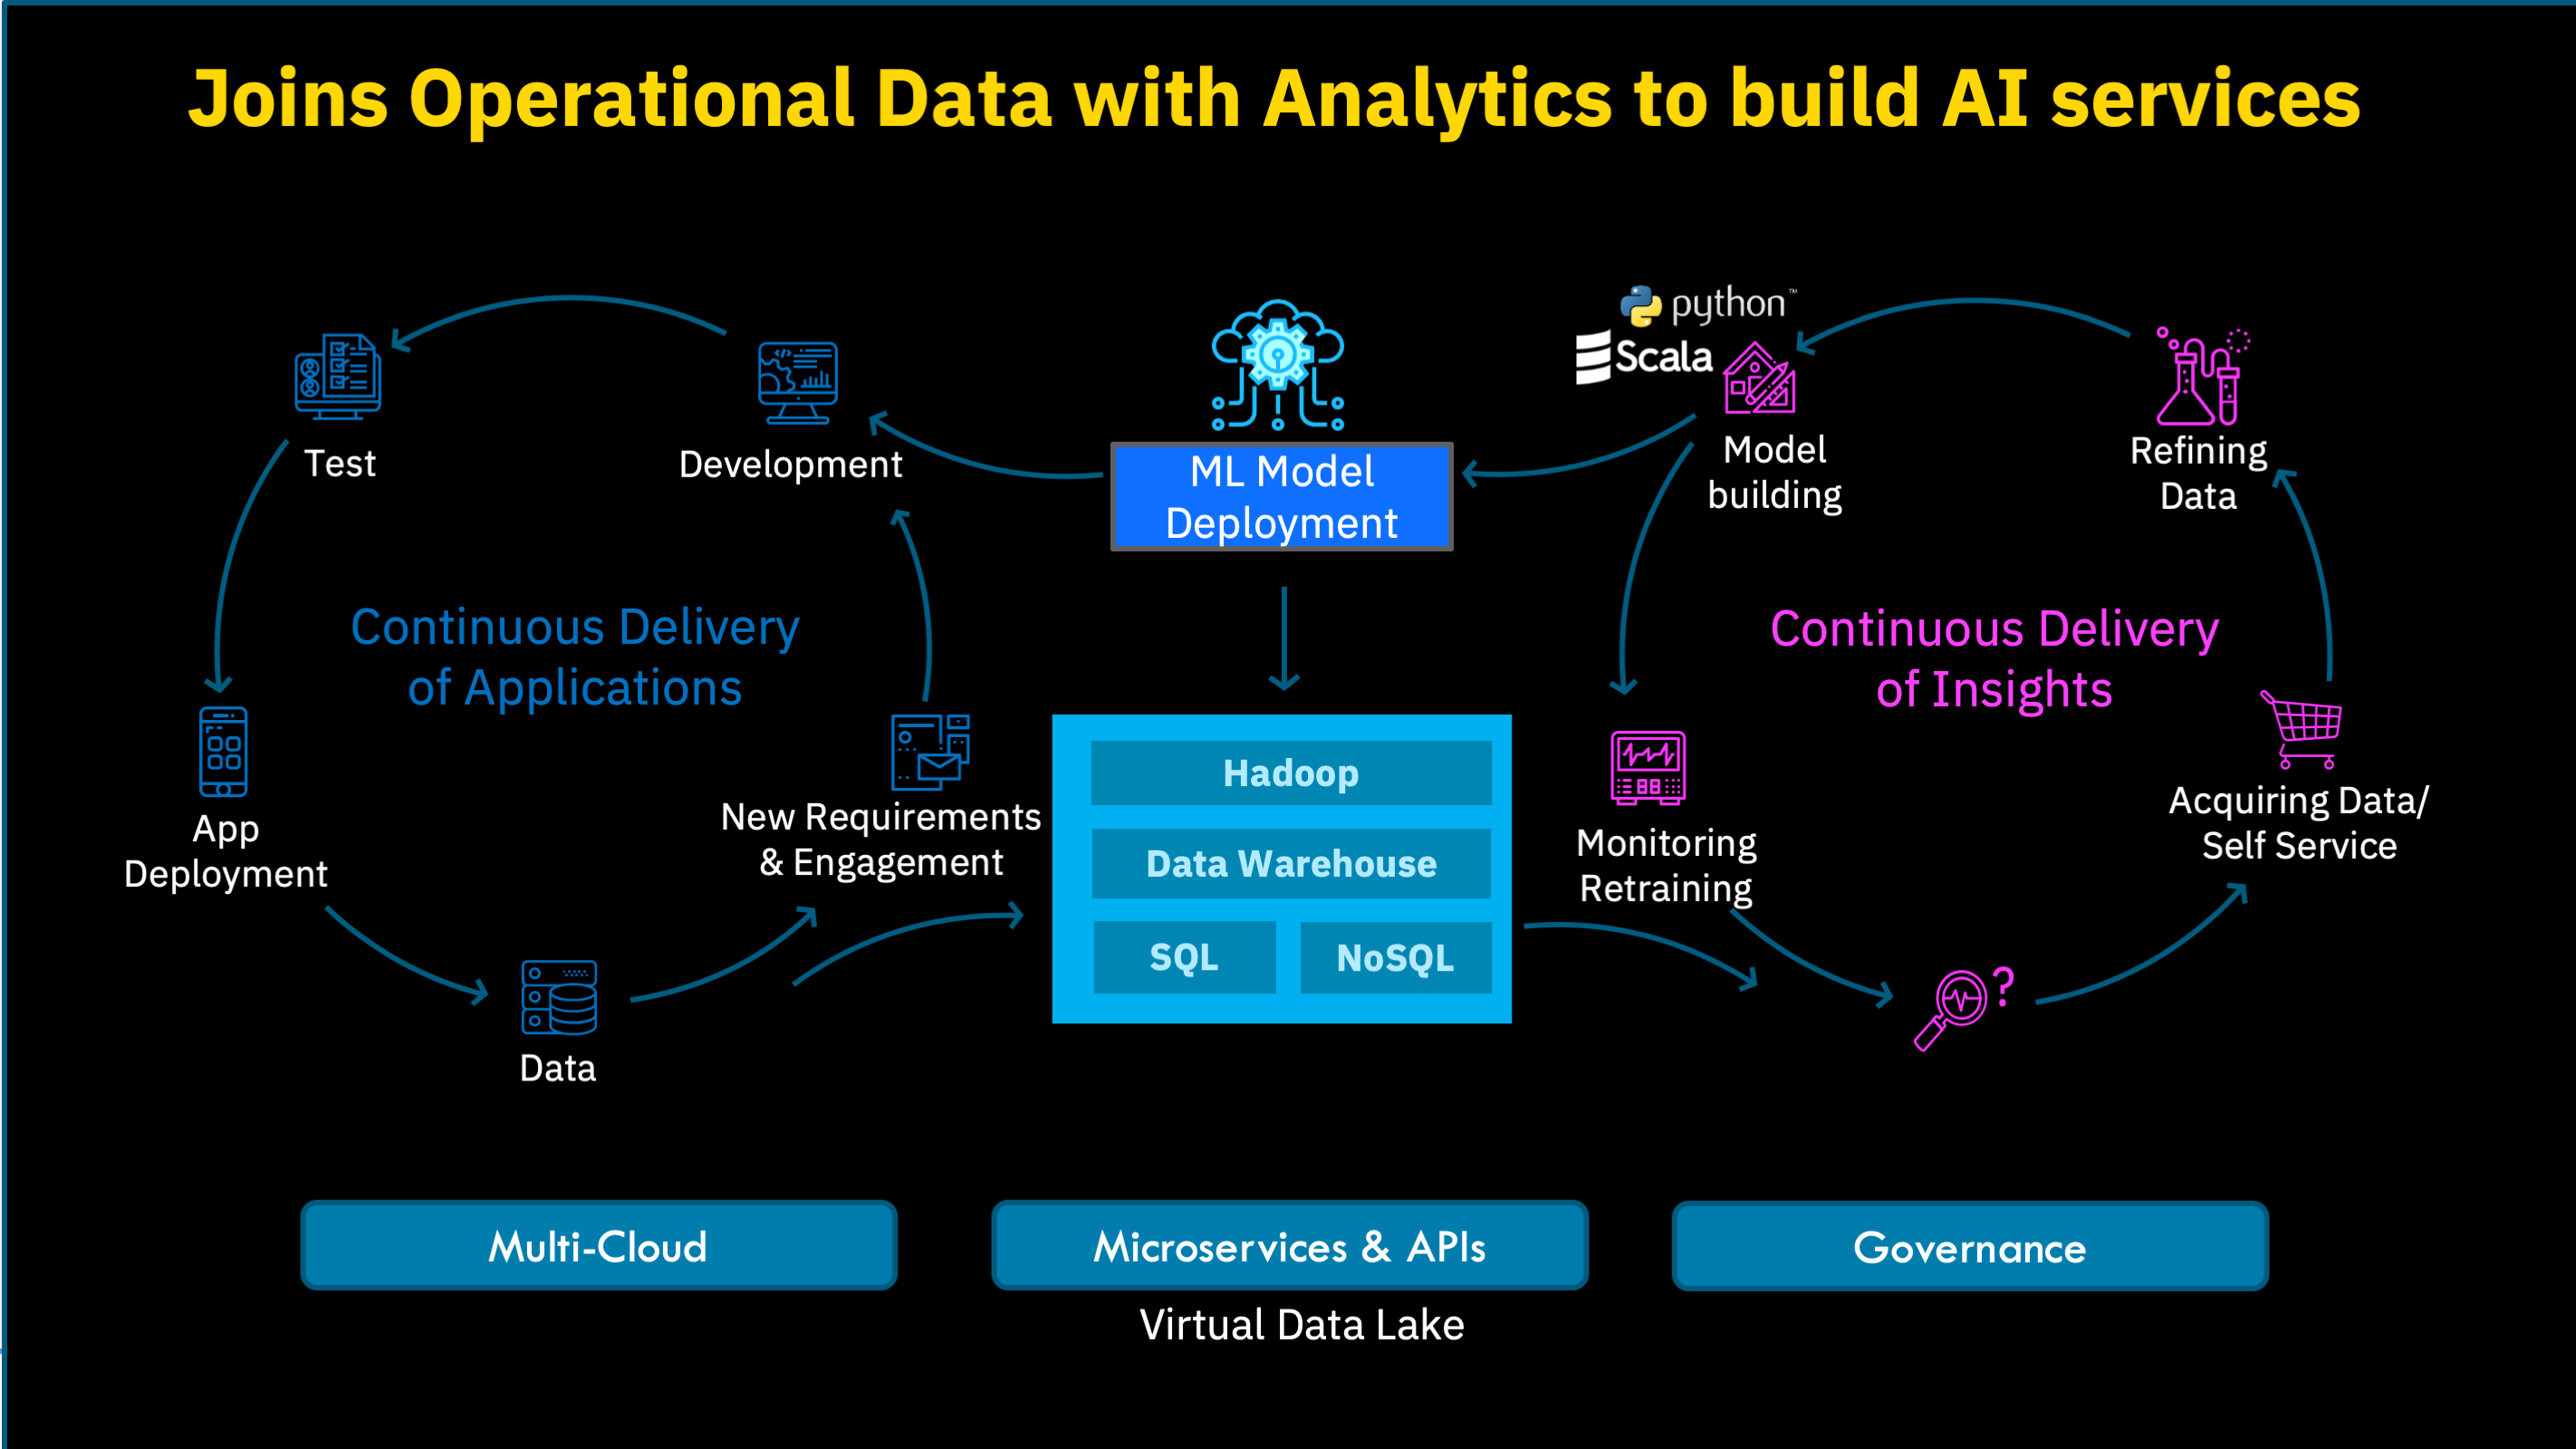 Joins Operational Data with Analytics to build AI services
python™
Scala
Test
Development
ML Model
Deployment
Model
building
Refining
Data
Continuous Delivery
of Applications
Continuous Delivery
of Insights
App
Deployment
New Requirements
& Engagement
Hadoop
Data Warehouse
SQL
NoSQL
Monitoring
Retraining
Acquiring Data/
Self Service
?
Data
Multi-Cloud
Microservices & APIs
Governance
Virtual Data Lake